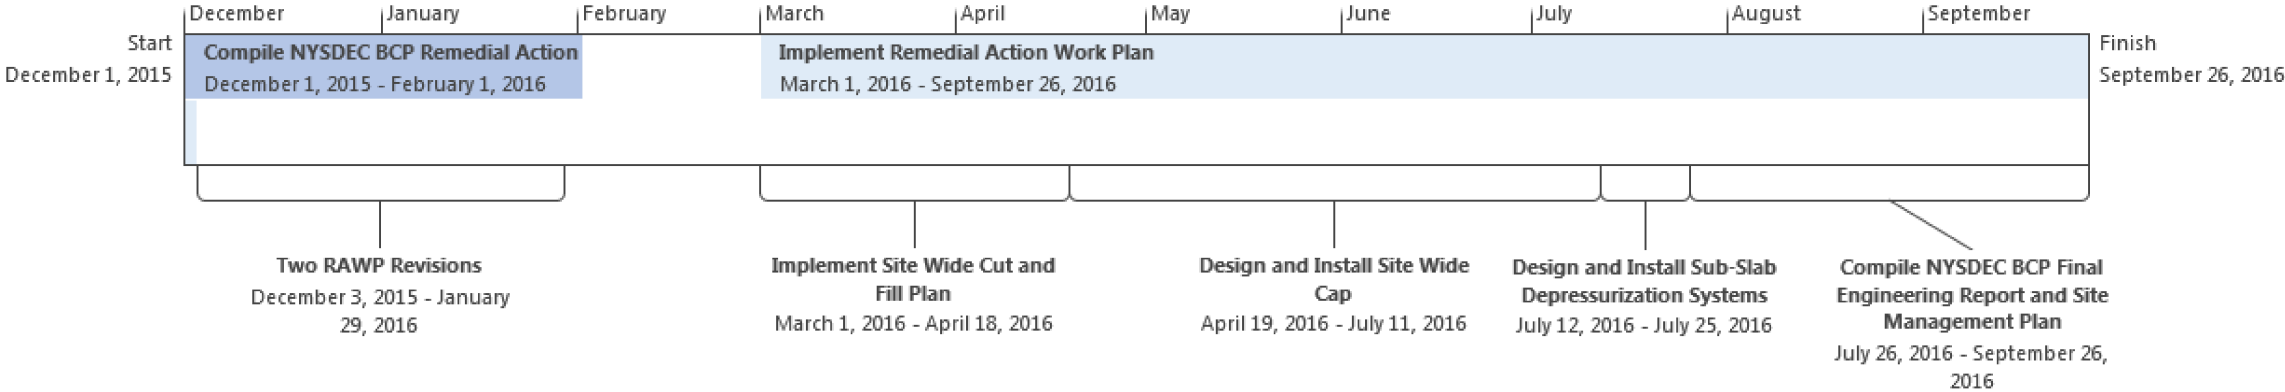 December
January
February
March
April
May
June
July
August
September
Start
December 1, 2015
Compile NYSDEC BCP Remedial Action
December 1, 2015 - February 1, 2016
Implement Remedial Action Work Plan
March 1, 2016 - September 26, 2016
Finish
September 26, 2016
Two RAWP Revisions
December 3, 2015 - January
29, 2016
Implement Site Wide Cut and
Fill Plan
March 1, 2016 - April 18, 2016
Design and Install Site Wide
Cap
April 19, 2016 - July 11, 2016
Design and Install Sub-Slab
Depressurization Systems
July 12, 2016 - July 25, 2016
Compile NYSDEC BCP Final
Engineering Report and Site
Management Plan
July 26, 2016 - September 26,
2016